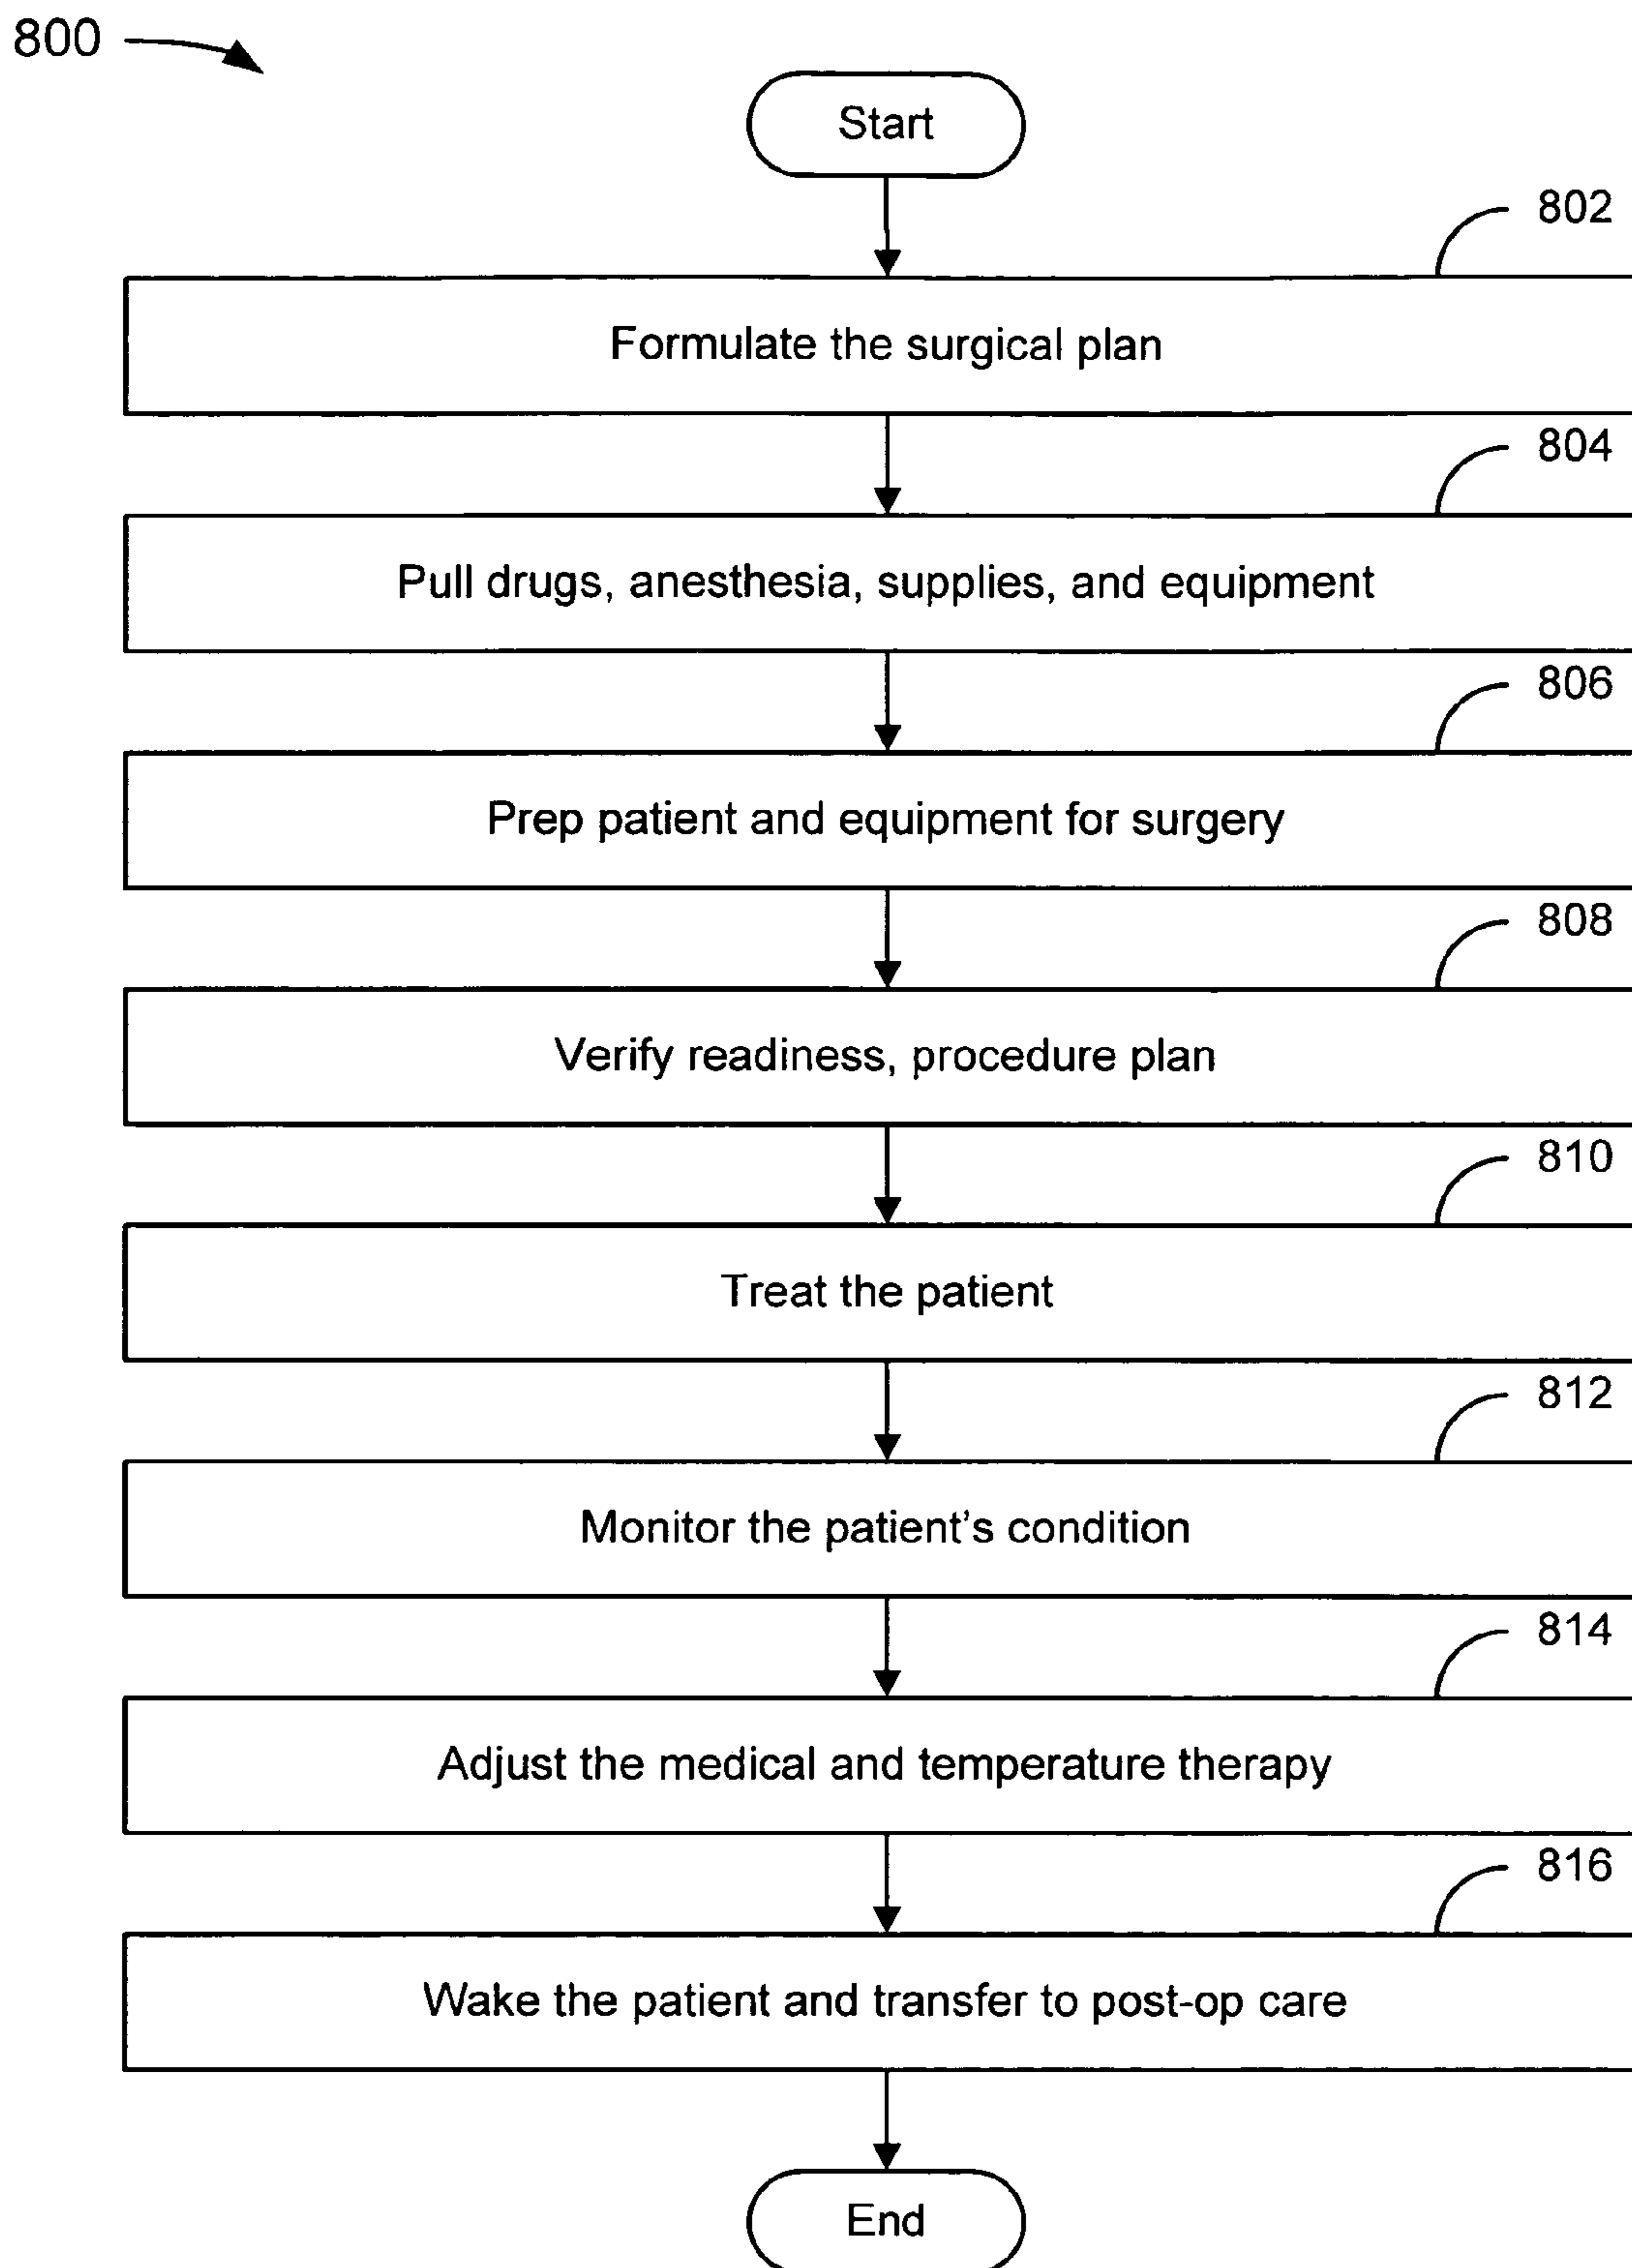 800
Start
802
Formulate the surgical plan
804
Pull drugs, anesthesia, supplies, and equipment
806
Prep patient and equipment for surgery
808
Verify readiness, procedure plan
810
Treat the patient
812
Monitor the patient's condition
814
Adjust the medical and temperature therapy
816
Wake the patient and transfer to post-op care
End